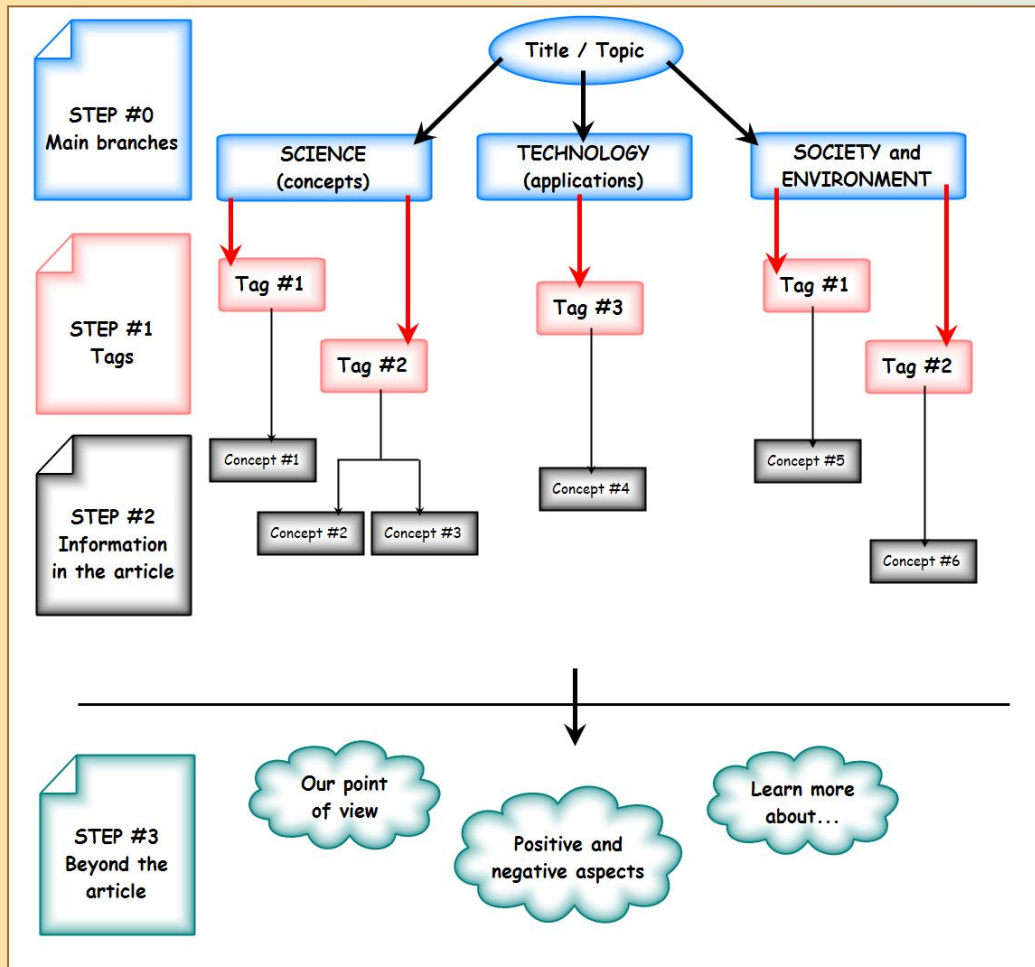 Title / Topic
STEP #0
Main branches
SCIENCE
(concepts)
TECHNOLOGY
(applications)
SOCIETY and
ENVIRONMENT
STEP #1
Tags
Tag #1
Tag #2
Tag #3
Tag #1
Tag #2
STEP #2
Information
in the article
Concept #1
Concept #2
Concept #3
Concept #4
Concept #5
Concept #6
STEP #3
Beyond the
article
Our point
of view
Positive and
negative aspects
Learn more
about...